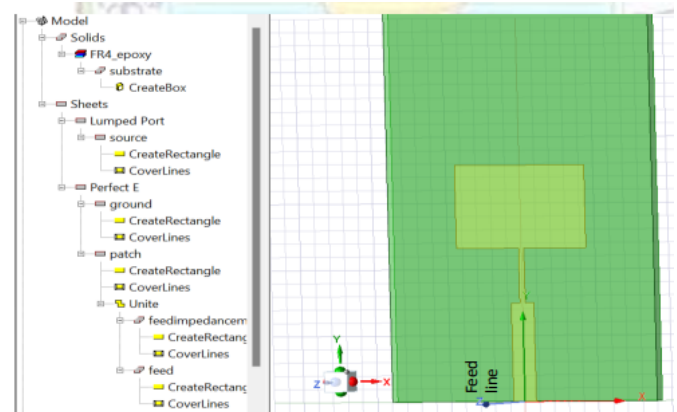 Model
Solids
FR4_epoxy
substrate
CreateBox
Sheets
Lumped Port
source
CreateRectangle
CoverLines
Perfect E
ground
CreateRectangle
CoverLines
patch
CreateRectangle
CoverLines
Unite
feedimpedancem
CreateRectang
CoverLines
feed
CreateRectang
CoverLines
Feed
line
Y
Z
X
X